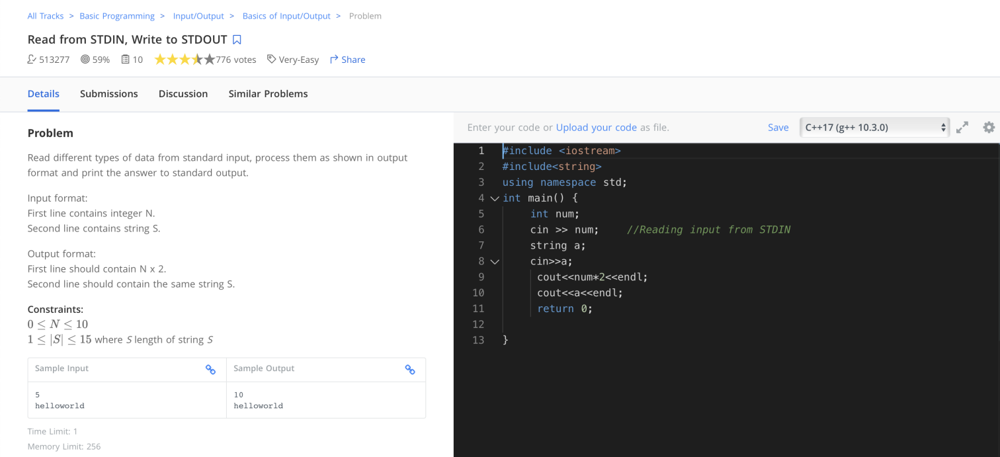 All Tracks > Basic Programming > Input/Output > Basics of Input/Output > Problem
Read from STDIN, Write to STDOUT
513277 59% 10 776 votes Very-Easy Share
Details Submissions Discussion Similar Problems
Problem
Read different types of data from standard input, process them as shown in output
format and print the answer to standard output.
Input format:
First line contains integer N.
Second line contains string S.
Output format:
First line should contain N x 2.
Second line should contain the same string S.
Constraints:
0 ≤ N ≤ 10
1 ≤ |S| ≤ 15 where S length of string S
Sample Input Sample Output
5 10
helloworld helloworld
Time Limit: 1
Memory Limit: 256
Enter your code or Upload your code as file. Save C++17 (g++ 10.3.0)
1 #include <iostream>
2 #include<string>
3 using namespace std;
4 int main() {
5 int num;
6 cin >> num; //Reading input from STDIN
7 string a;
8 cin>>a;
9 cout<<num*2<<endl;
10 cout<<a<<endl;
11 return 0;
12
13 }